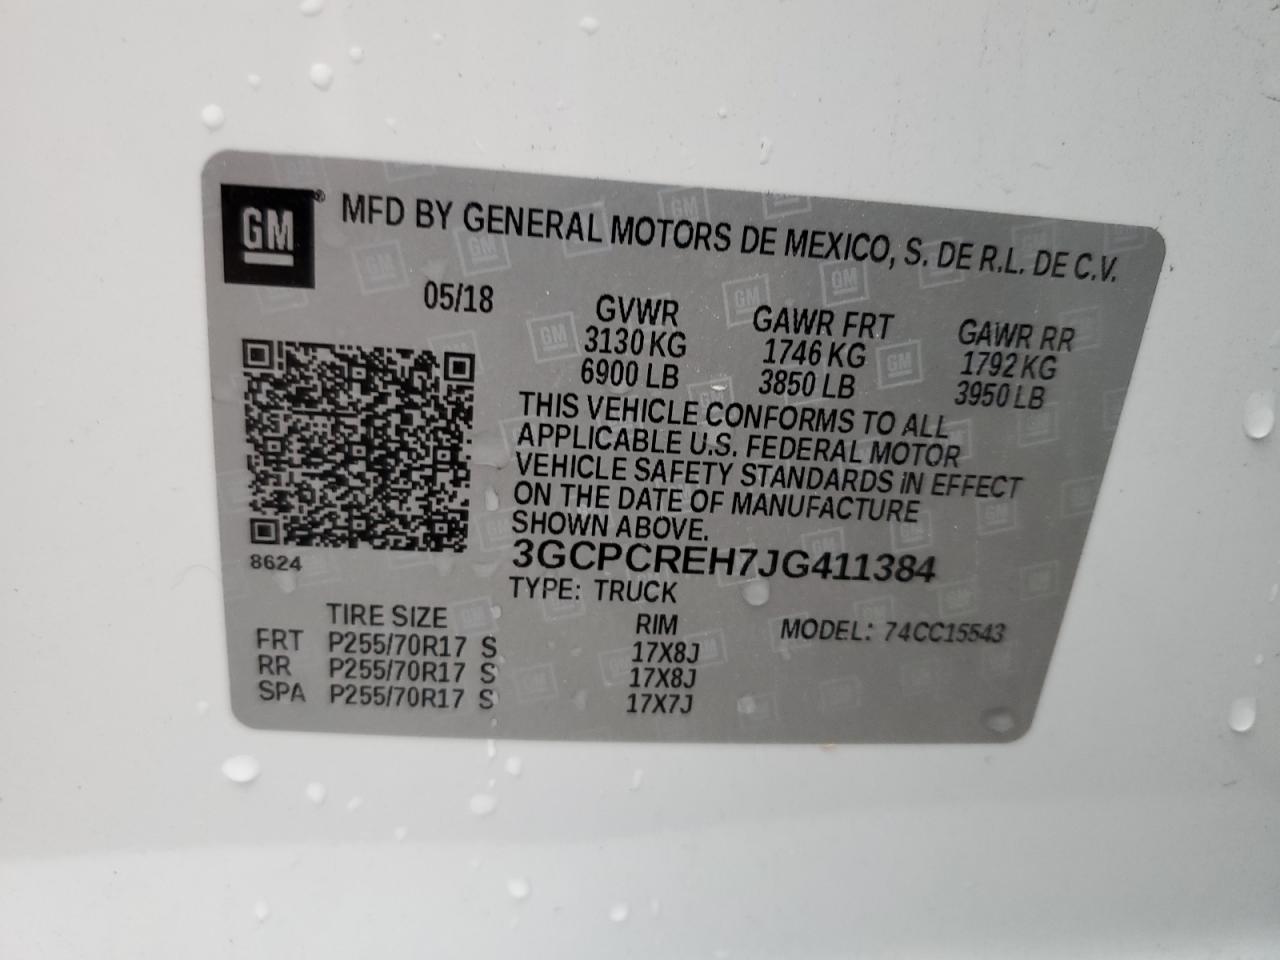 GM® MFD BY GENERAL MOTORS DE MEXICO, S. DE R.L. DE C.V.
05/18
GVWR GAWR FRT GAWR RR
3130 KG 1746 KG 1792 KG
6900 LB 3850 LB 3950 LB
THIS VEHICLE CONFORMS TO ALL
APPLICABLE U.S. FEDERAL MOTOR
VEHICLE SAFETY STANDARDS IN EFFECT
ON THE DATE OF MANUFACTURE
SHOWN ABOVE.
8624
3GCPCREH7JG411384
TYPE: TRUCK
TIRE SIZE RIM MODEL: 74CC15543
FRT P255/70R17 S 17X8J
RR P255/70R17 S 17X8J
SPA P255/70R17 S 17X7J